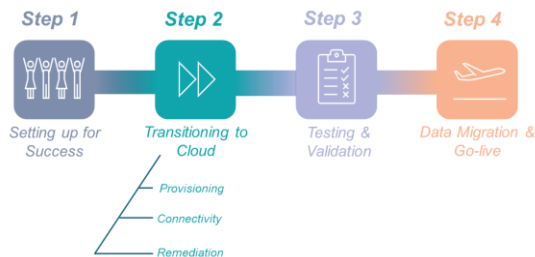 Step 1
Step 2
Step 3
Step 4
Setting up for
Success
Transitioning to
Cloud
Testing &
Validation
Data Migration &
Go-live
Provisioning
Connectivity
Remediation